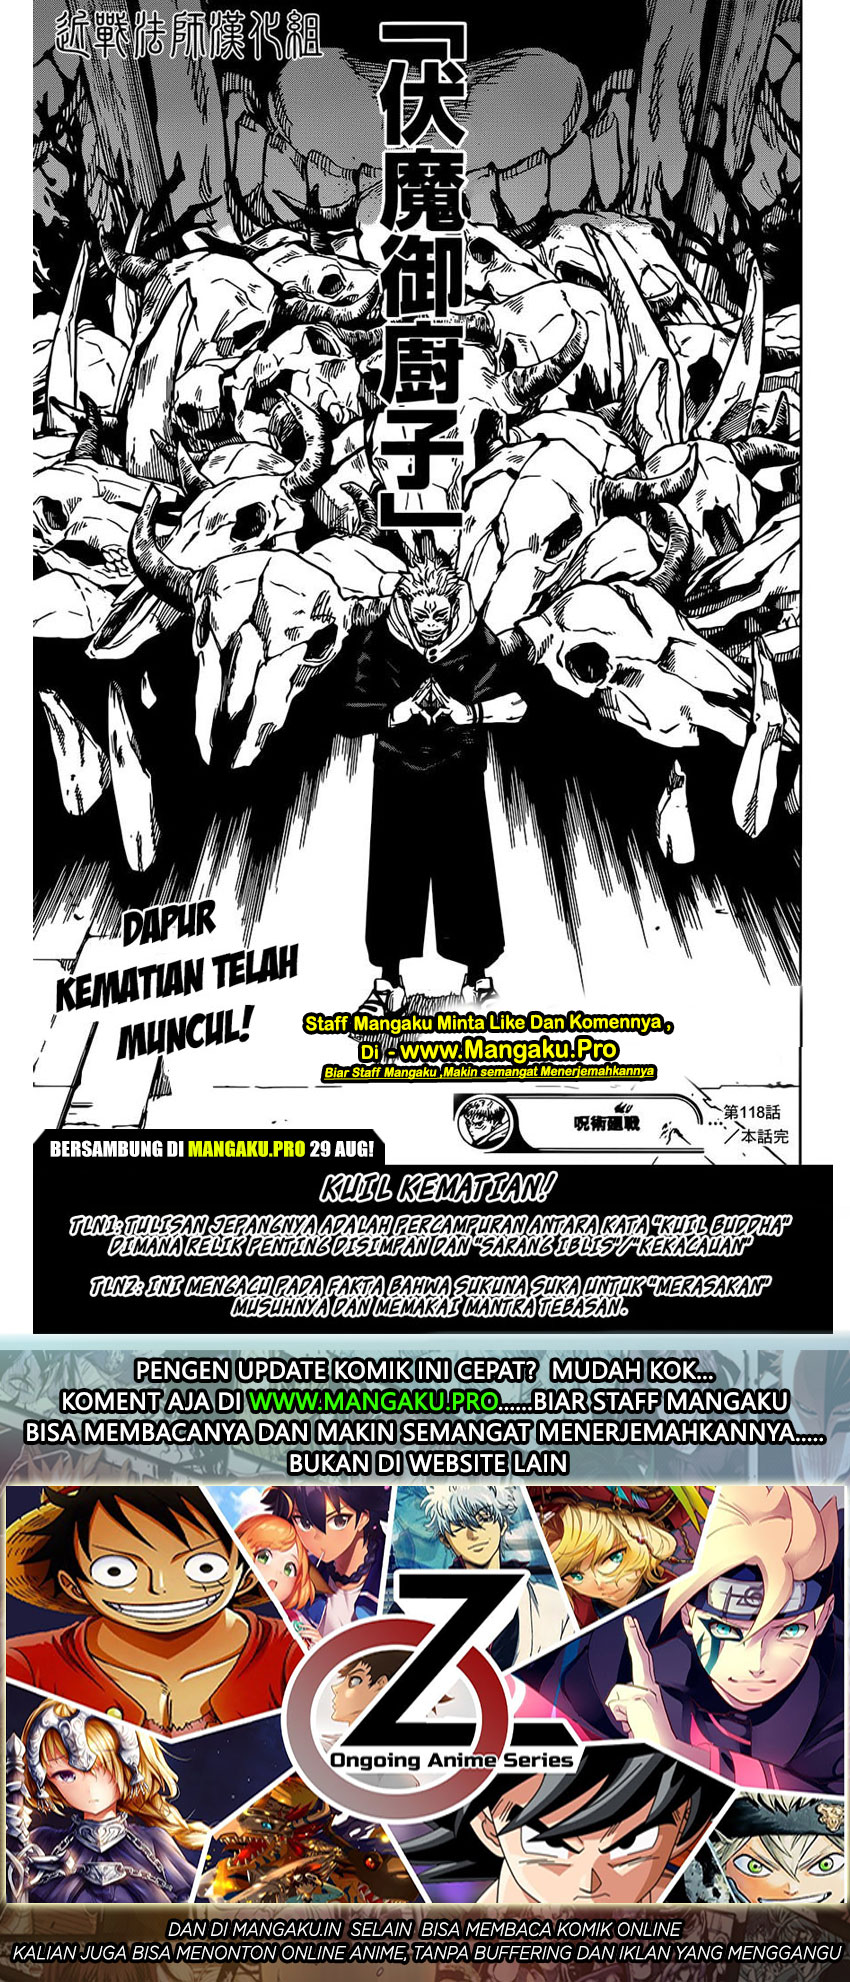 近戰法師漢化組
「伏魔御廚子」
DAPUR
KEMATIAN TELAH
MUNCUL!
Staff Mangaku Minta Like Dan Komennya ,
Di - www.Mangaku.Pro
Biar Staff Mangaku ,Makin semangat Menerjemahkannya
呪術廻戦
…第118話
／本話完
BERSAMBUNG DI MANGAKU.PRO 29 AUG!
KUIL KEMATIAN!
TLN1: TULISAN JEPANGNYA ADALAH PERCAMPURAN ANTARA KATA "KUIL BUDDHA"
DIMANA RELIK PENTING DISIMPAN DAN "SARANG IBLIS"/"KEKACAUAN"
TLN2: INI MENGACU PADA FAKTA BAHWA SUKUNA SUKA UNTUK "MERASAKAN"
MUSUHNYA DAN MEMAKAI MANTRA TEBASAN.
PENGEN UPDATE KOMIK INI CEPAT? MUDAH KOK...
KOMENT AJA DI WWW.MANGAKU.PRO......BIAR STAFF MANGAKU
BISA MEMBACANYA DAN MAKIN SEMANGAT MENERJEMAHKANNYA.....
BUKAN DI WEBSITE LAIN
OZ
Ongoing Anime Series
DAN DI MANGAKU.IN SELAIN BISA MEMBACA KOMIK ONLINE
KALIAN JUGA BISA MENONTON ONLINE ANIME, TANPA BUFFERING DAN IKLAN YANG MENGGANGU